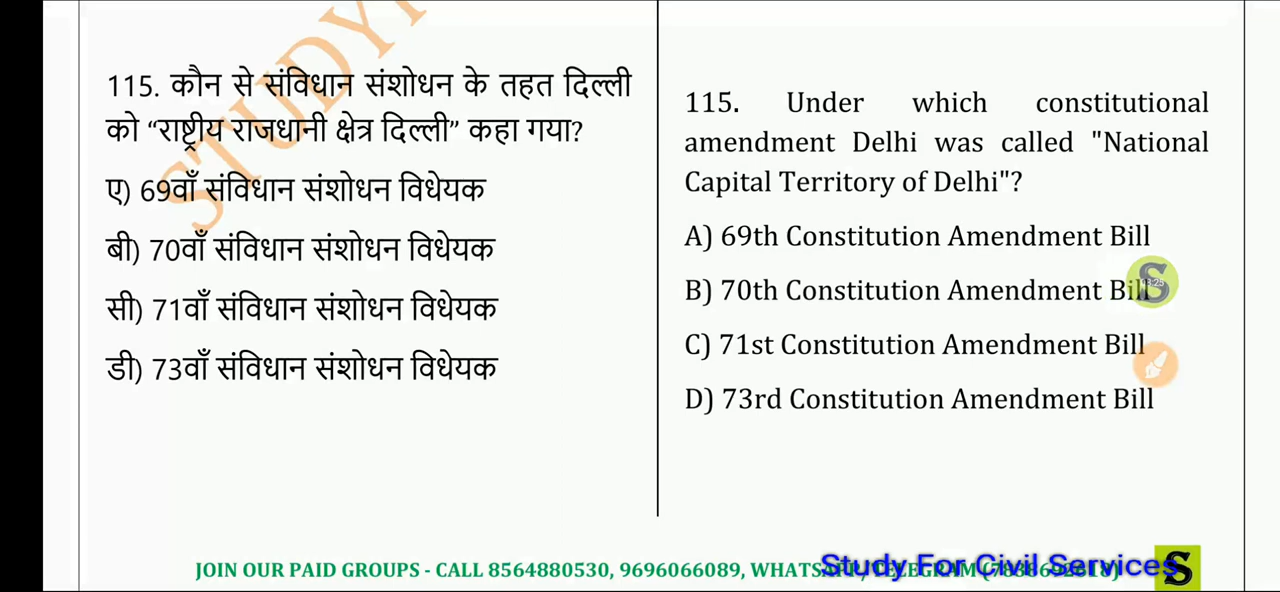 115. कौन से संविधान संशोधन के तहत दिल्ली
को “राष्ट्रीय राजधानी क्षेत्र दिल्ली” कहा गया?
ए) 69वाँ संविधान संशोधन विधेयक
बी) 70वाँ संविधान संशोधन विधेयक
सी) 71वाँ संविधान संशोधन विधेयक
डी) 73वाँ संविधान संशोधन विधेयक
115. Under which constitutional
amendment Delhi was called "National
Capital Territory of Delhi"?
A) 69th Constitution Amendment Bill
B) 70th Constitution Amendment Bill
C) 71st Constitution Amendment Bill
D) 73rd Constitution Amendment Bill
STUDY
JOIN OUR PAID GROUPS - CALL 8564880530, 9696066089,
Study For Civil Services
S